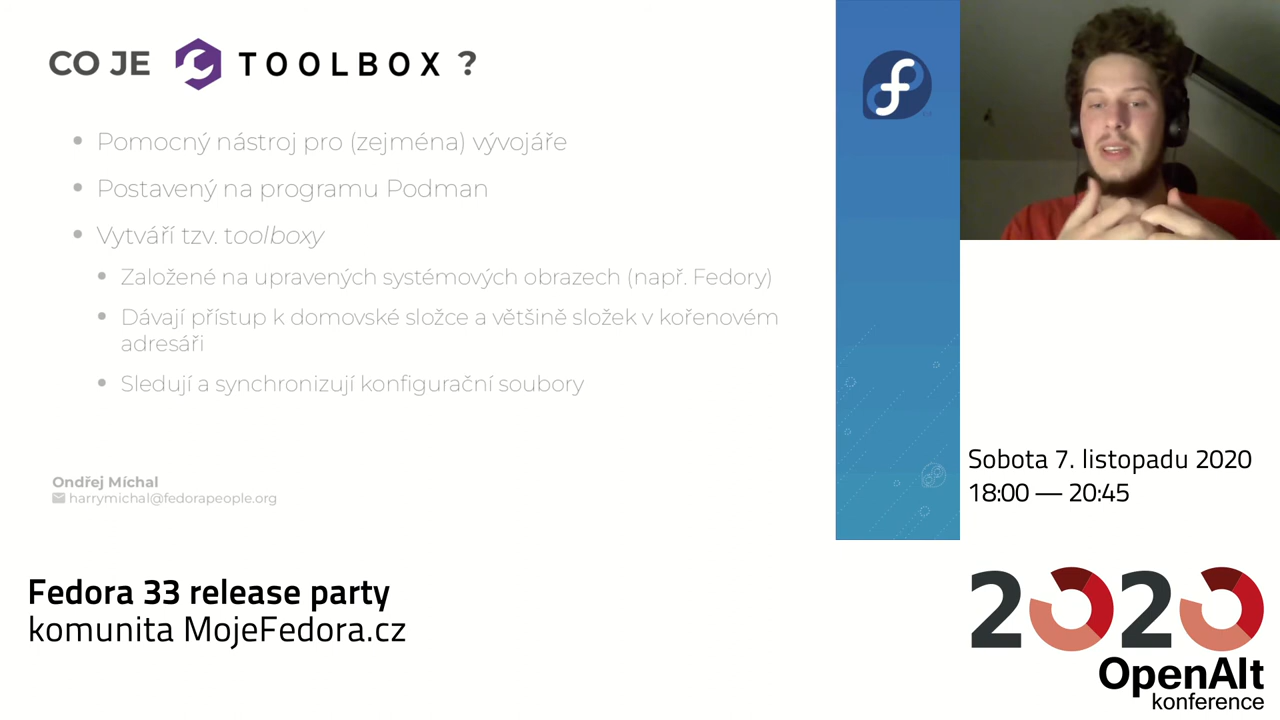 CO JE TOOLBOX ?
Pomocný nástroj pro (zejména) vývojáře
Postavený na programu Podman
Vytváří tzv. toolboxy
Založené na upravených systémových obrazech (např. Fedory)
Dávají přístup k domovské složce a většině složek v kořenovém
adresáři
Sledují a synchronizují konfigurační soubory
Ondřej Míchal
harrymichal@fedorapeople.org
Sobota 7. listopadu 2020
18:00 — 20:45
Fedora 33 release party
komunita MojeFedora.cz
2020
OpenAlt
konference